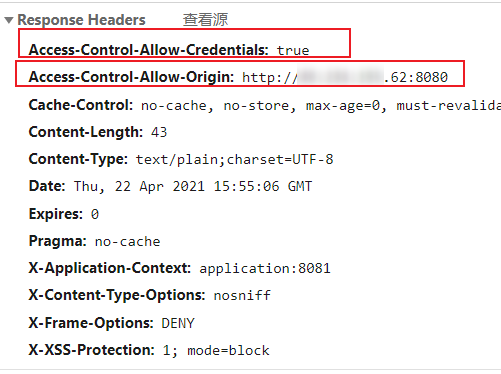 Response Headers 查看源
Access-Control-Allow-Credentials: true
Access-Control-Allow-Origin: http:// .62:8080
Cache-Control: no-cache, no-store, max-age=0, must-revalida
Content-Length: 43
Content-Type: text/plain;charset=UTF-8
Date: Thu, 22 Apr 2021 15:55:06 GMT
Expires: 0
Pragma: no-cache
X-Application-Context: application:8081
X-Content-Type-Options: nosniff
X-Frame-Options: DENY
X-XSS-Protection: 1; mode=block